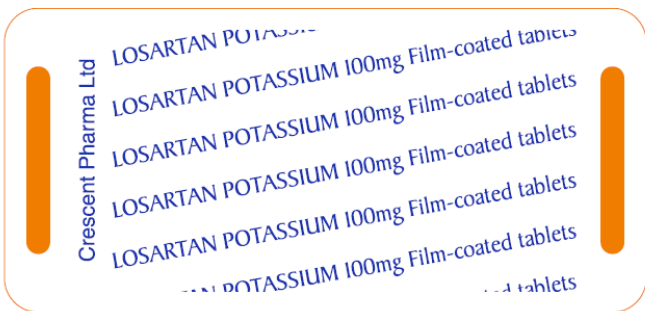 Crescent Pharma Ltd
LOSARTAN
LOSARTAN POTASSIUM 100mg Film-coated tablets
LOSARTAN POTASSIUM 100mg Film-coated tablets
LOSARTAN POTASSIUM 100mg Film-coated tablets
LOSARTAN POTASSIUM 100mg Film-coated tablets
POTASSIUM 100mg Film-coated tablets
tablets